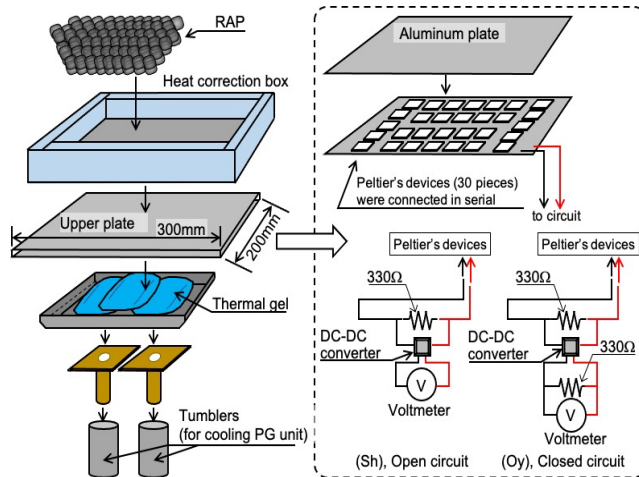 RAP
Heat correction box
Upper plate
300mm
200mm
Thermal gel
Tumblers
(for cooling PG unit)
Aluminum plate
Peltier's devices (30 pieces)
were connected in serial
to circuit
Peltier's devices
330Ω
DC-DC
converter
V
Voltmeter
(Sh), Open circuit
Peltier's devices
330Ω
DC-DC
converter
330Ω
V
Voltmeter
(Oy), Closed circuit